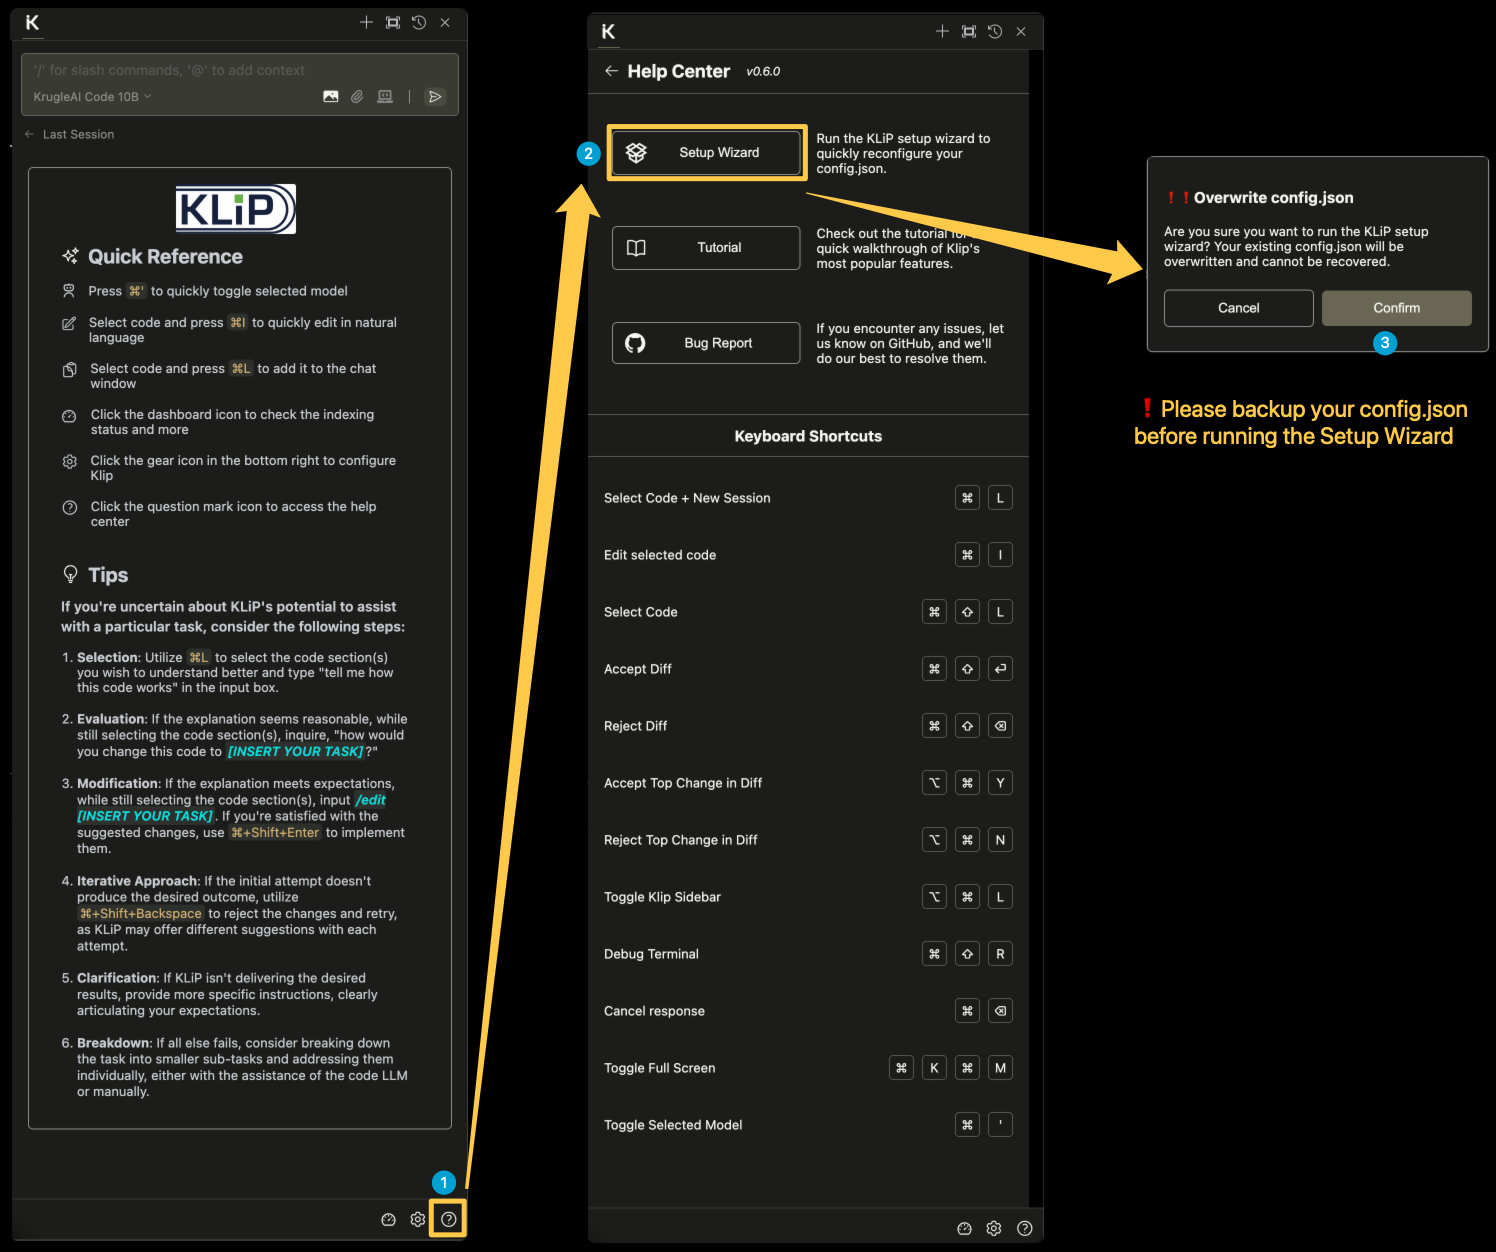 K
'/' for slash commands, '@' to add context
KrugleAI Code 10B
Last Session
KLiP
Quick Reference
Press ⌘' to quickly toggle selected model
Select code and press ⌘I to quickly edit in natural
language
Select code and press ⌘L to add it to the chat
window
Click the dashboard icon to check the indexing
status and more
Click the gear icon in the bottom right to configure
Klip
Click the question mark icon to access the help
center
Tips
If you're uncertain about KLiP's potential to assist
with a particular task, consider the following steps:
1. Selection: Utilize ⌘L to select the code section(s)
you wish to understand better and type "tell me how
this code works" in the input box.
2. Evaluation: If the explanation seems reasonable, while
still selecting the code section(s), inquire, "how would
you change this code to [INSERT YOUR TASK]?"
3. Modification: If the explanation meets expectations,
while still selecting the code section(s), input /edit
[INSERT YOUR TASK]. If you're satisfied with the
suggested changes, use ⌘+Shift+Enter to implement
them.
4. Iterative Approach: If the initial attempt doesn't
produce the desired outcome, utilize
⌘+Shift+Backspace to reject the changes and retry,
as KLiP may offer different suggestions with each
attempt.
5. Clarification: If KLiP isn't delivering the desired
results, provide more specific instructions, clearly
articulating your expectations.
6. Breakdown: If all else fails, consider breaking down
the task into smaller sub-tasks and addressing them
individually, either with the assistance of the code LLM
or manually.
1
K
Help Center v0.6.0
2
Setup Wizard
Run the KLiP setup wizard to
quickly reconfigure your
config.json.
Tutorial
Check out the tutorial for
quick walkthrough of Klip's
most popular features.
Bug Report
If you encounter any issues, let
us know on GitHub, and we'll
do our best to resolve them.
Keyboard Shortcuts
Select Code + New Session ⌘ L
Edit selected code ⌘ I
Select Code ⌘ ⇧ L
Accept Diff ⌘ ⇧ ⏎
Reject Diff ⌘ ⇧ ⌫
Accept Top Change in Diff ⌥ ⌘ Y
Reject Top Change in Diff ⌥ ⌘ N
Toggle Klip Sidebar ⌥ ⌘ L
Debug Terminal ⌘ ⇧ R
Cancel response ⌘ ⌫
Toggle Full Screen ⌘ K ⌘ M
Toggle Selected Model ⌘ '
❗❗Overwrite config.json
Are you sure you want to run the KLiP setup
wizard? Your existing config.json will be
overwritten and cannot be recovered.
Cancel
Confirm
3
❗Please backup your config.json
before running the Setup Wizard